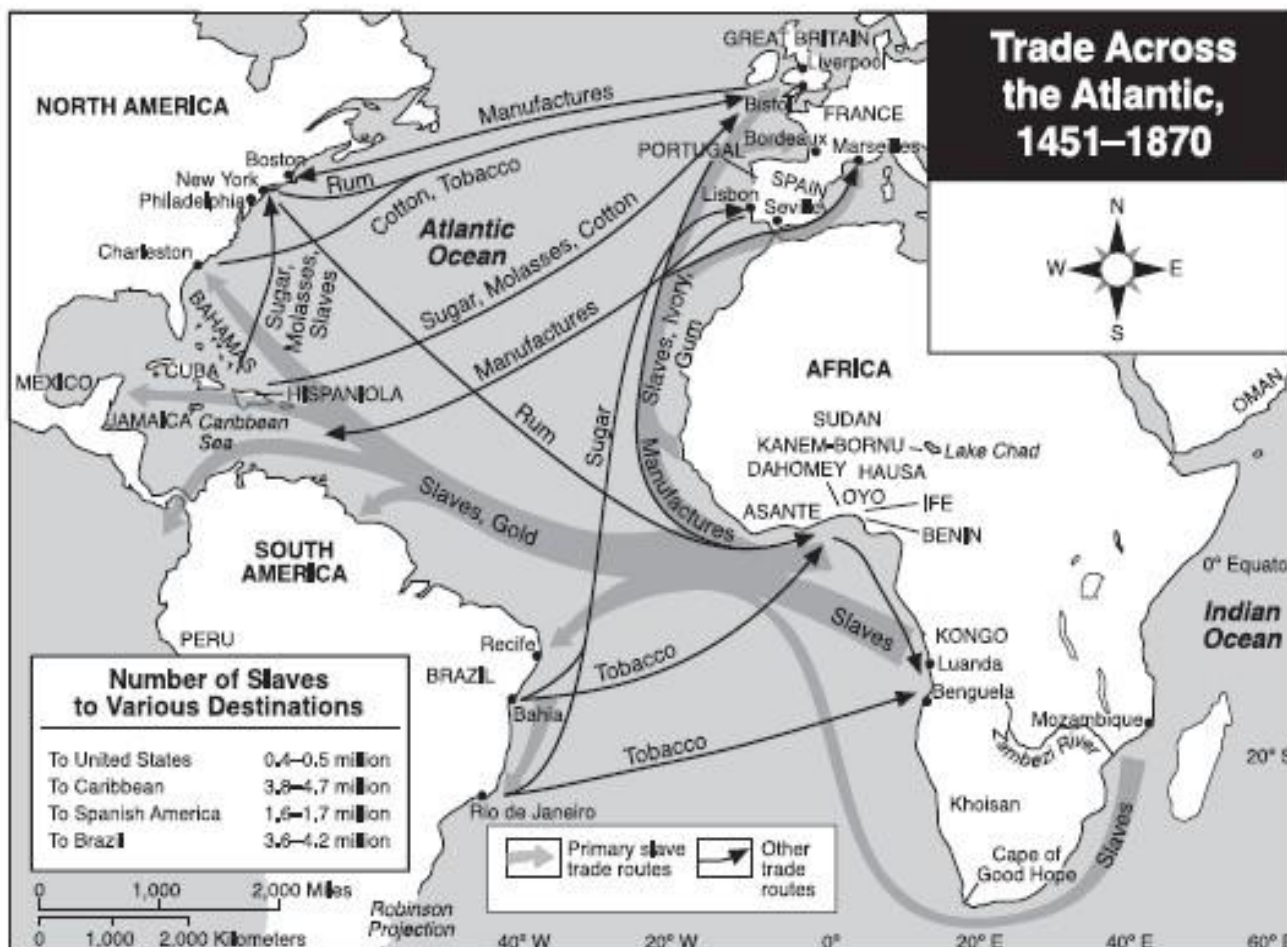 Trade Across
the Atlantic,
1451–1870
N
W
E
S
GREAT BRITAIN
Liverpool
Bistol
FRANCE
Bordeaux
Marseilles
PORTUGAL
SPAIN
Lisbon
Seville
NORTH AMERICA
Boston
New York
Philadelphia
Charleston
Manufactures
Rum
Cotton, Tobacco
Atlantic
Ocean
Sugar,
Molasses,
Slaves
Sugar, Molasses, Cotton
Manufactures
BAHAMAS
MEXICO
CUBA
HISPANIOLA
JAMAICA
Caribbean
Sea
Rum
Sugar
Slaves, Ivory,
Gum
Manufactures
Slaves, Gold
AFRICA
SUDAN
KANEM-BORNU
Lake Chad
DAHOMEY
HAUSA
OYO
IFE
ASANTE
BENIN
OMAN
0° Equato
Indian
Ocean
SOUTH
AMERICA
PERU
Recife
BRAZIL
Bahia
Tobacco
Slaves
KONGO
Luanda
Benguela
Mozambique
Zambezi River
20° S
Tobacco
Rio de Janeiro
Khoisan
Slaves
Cape of
Good Hope
Number of Slaves
to Various Destinations
To United States 0.4–0.5 million
To Caribbean 3.8–4.7 million
To Spanish America 1.6–1.7 million
To Brazil 3.6–4.2 million
Primary slave
trade routes
Other
trade
routes
0 1,000 2,000 Miles
0 1,000 2,000 Kilometers
Robinson
Projection
40° W
20° W
0°
20° E
40° E
60°